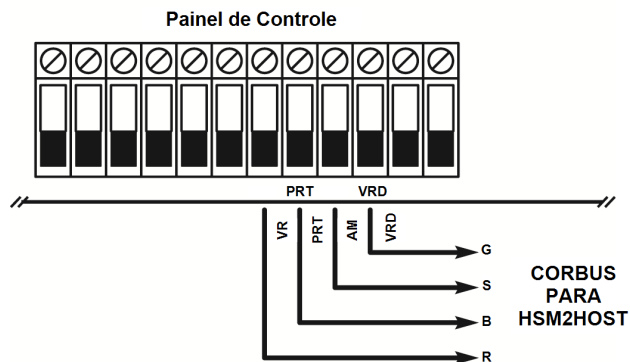 Painel de Controle
PRT VRD
VR PRT AM VRD
G
S
B
R
CORBUS
PARA
HSM2HOST